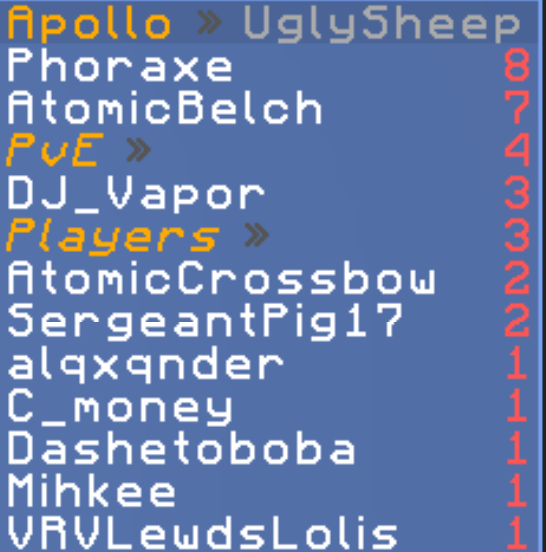 Apollo » UglySheep
Phoraxe 8
AtomicBelch 7
PvE » 4
DJ_Vapor 3
Players » 3
AtomicCrossbow 2
SergeantPig17 2
alqxqnder 1
C_money 1
Dashetoboba 1
Mihkee 1
VRVLewdsLolis 1